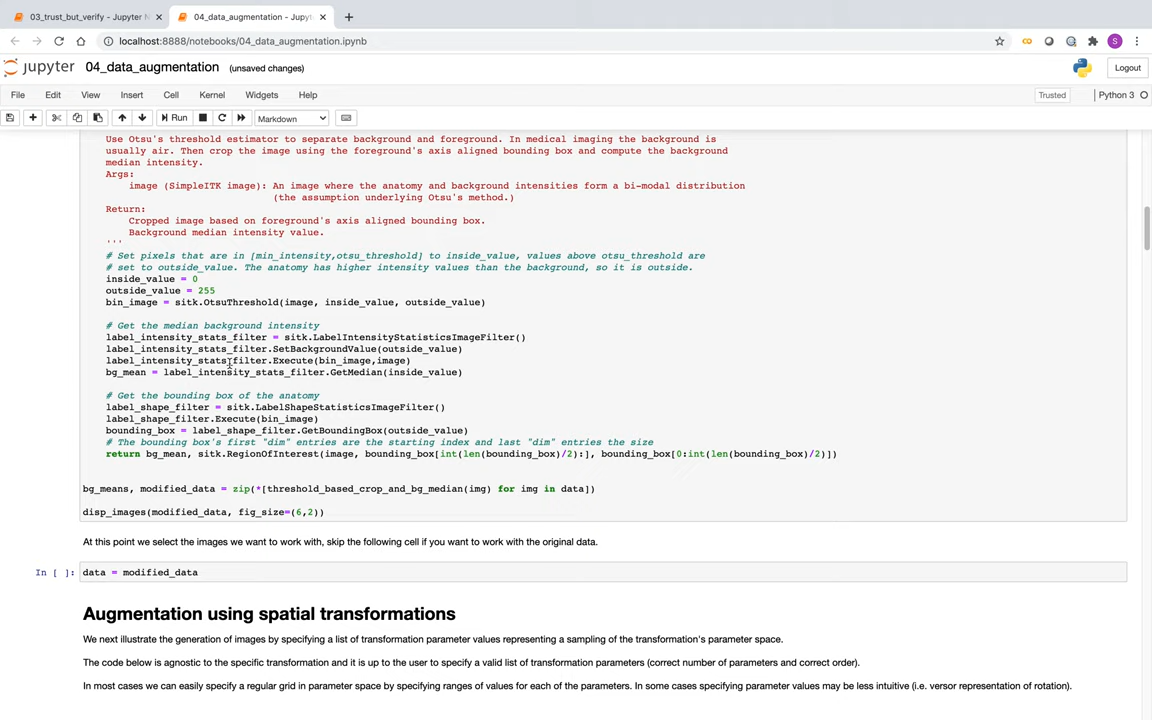 03_trust_but_verify - Jupyter N
04_data_augmentation - Jupyt
localhost:8888/notebooks/04_data_augmentation.ipynb
S
jupyter 04_data_augmentation (unsaved changes)
Logout
File Edit View Insert Cell Kernel Widgets Help
Trusted
Python 3
Run
Markdown
Use Otsu's threshold estimator to separate background and foreground. In medical imaging the background is
usually air. Then crop the image using the foreground's axis aligned bounding box and compute the background
median intensity.
Args:
image (SimpleITK image): An image where the anatomy and background intensities form a bi-modal distribution
(the assumption underlying Otsu's method.)
Return:
Cropped image based on foreground's axis aligned bounding box.
Background median intensity value.
'''
# Set pixels that are in [min_intensity,otsu_threshold] to inside_value, values above otsu_threshold are
# set to outside_value. The anatomy has higher intensity values than the background, so it is outside.
inside_value = 0
outside_value = 255
bin_image = sitk.OtsuThreshold(image, inside_value, outside_value)
# Get the median background intensity
label_intensity_stats_filter = sitk.LabelIntensityStatisticsImageFilter()
label_intensity_stats_filter.SetBackgroundValue(outside_value)
label_intensity_stats_filter.Execute(bin_image,image)
bg_mean = label_intensity_stats_filter.GetMedian(inside_value)
# Get the bounding box of the anatomy
label_shape_filter = sitk.LabelShapeStatisticsImageFilter()
label_shape_filter.Execute(bin_image)
bounding_box = label_shape_filter.GetBoundingBox(outside_value)
# The bounding box's first "dim" entries are the starting index and last "dim" entries the size
return bg_mean, sitk.RegionOfInterest(image, bounding_box[int(len(bounding_box)/2):], bounding_box[0:int(len(bounding_box)/2)])
bg_means, modified_data = zip(*[threshold_based_crop_and_bg_median(img) for img in data])
disp_images(modified_data, fig_size=(6,2))
At this point we select the images we want to work with, skip the following cell if you want to work with the original data.
In [ ]: data = modified_data
Augmentation using spatial transformations
We next illustrate the generation of images by specifying a list of transformation parameter values representing a sampling of the transformation's parameter space.
The code below is agnostic to the specific transformation and it is up to the user to specify a valid list of transformation parameters (correct number of parameters and correct order).
In most cases we can easily specify a regular grid in parameter space by specifying ranges of values for each of the parameters. In some cases specifying parameter values may be less intuitive (i.e. versor representation of rotation).